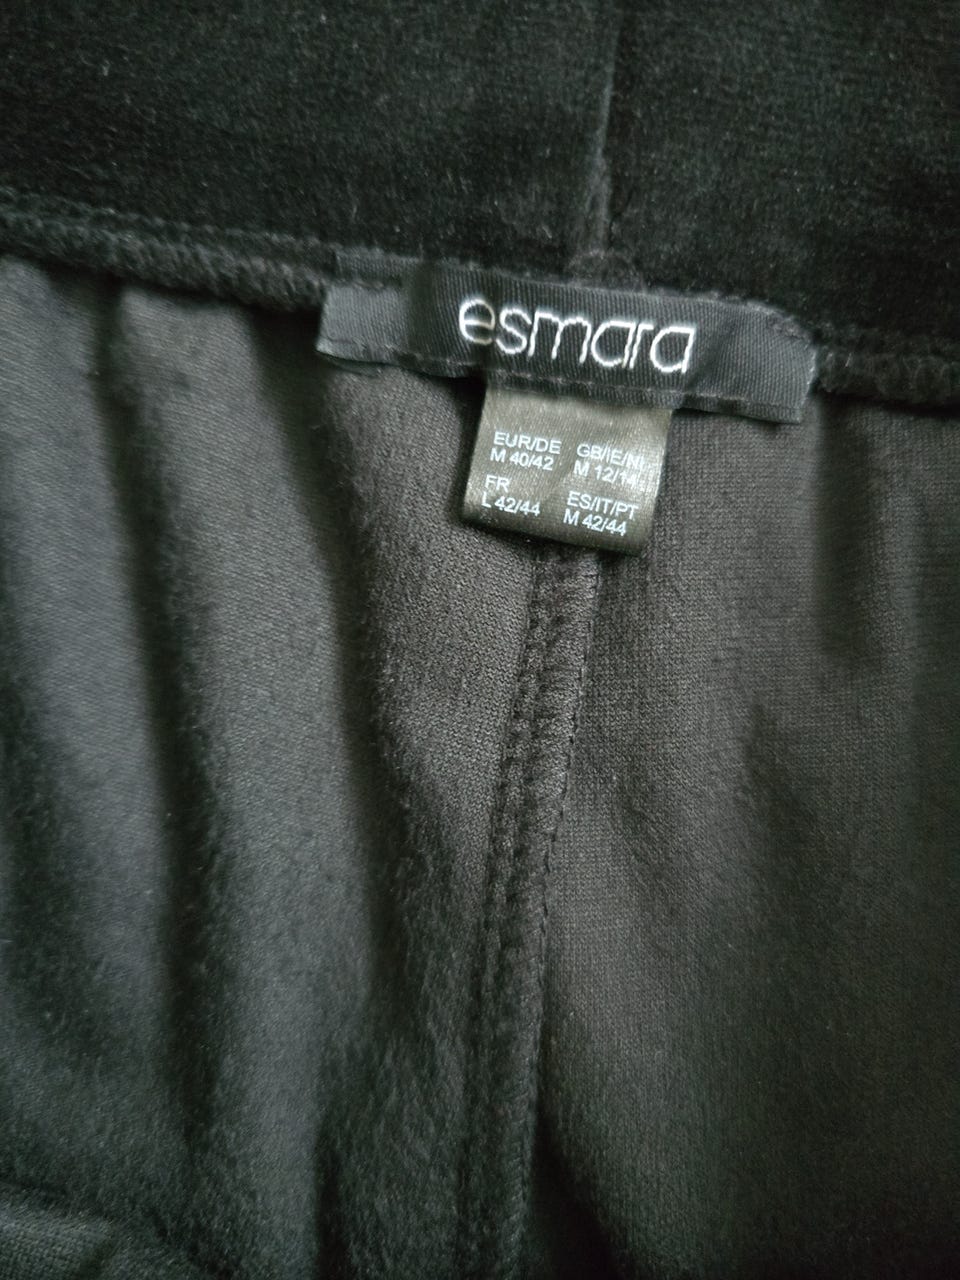 esmara
EUR/DE GB/IE/NI
M 40/42 M 12/14
FR ES/IT/PT
L 42/44 M 42/44